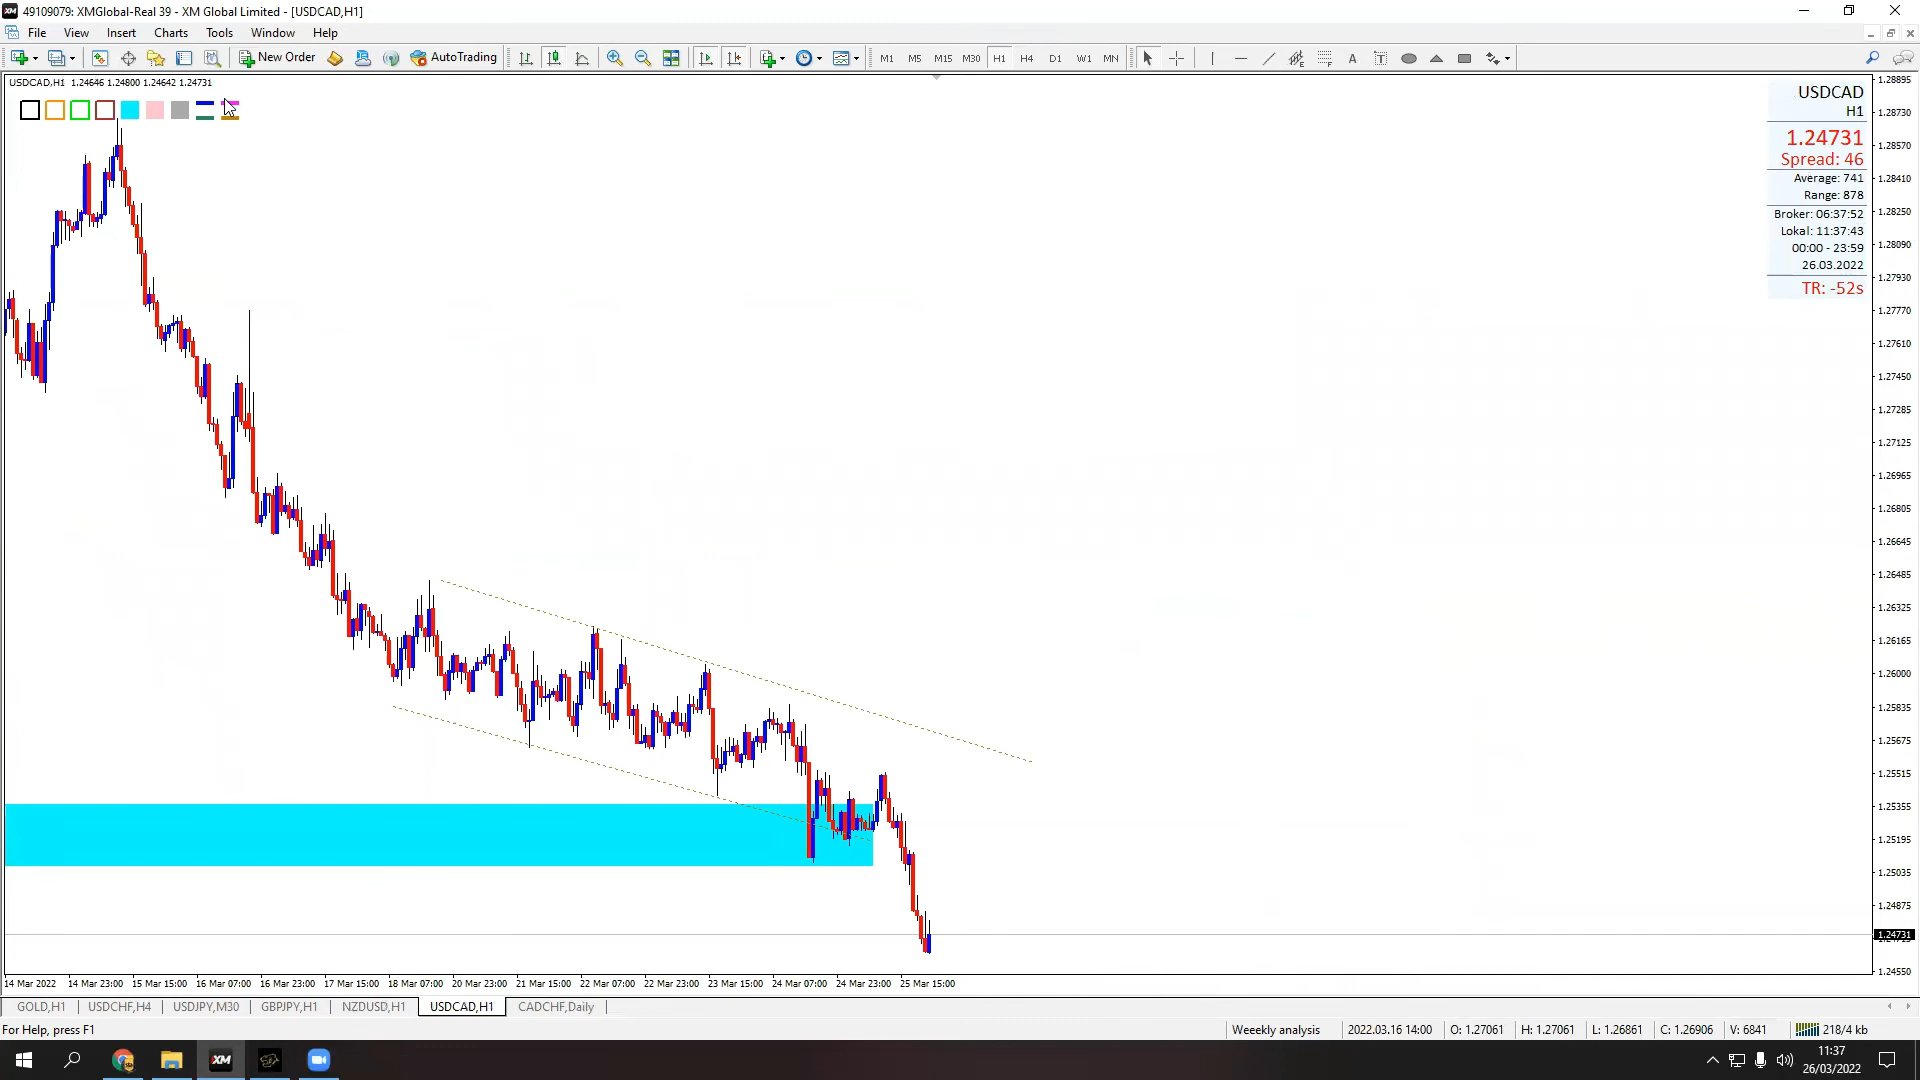 49109079: XMGlobal-Real 39 - XM Global Limited - [USDCAD,H1]
File View Insert Charts Tools Window Help
New Order AutoTrading M1 M5 M15 M30 H1 H4 D1 W1 MN
USDCAD,H1 1.24646 1.24800 1.24642 1.24731
USDCAD
H1
1.24731
Spread: 46
Average: 741
Range: 878
Broker: 06:37:52
Lokal: 11:37:43
00:00 - 23:59
26.03.2022
TR: -52s
1.28895
1.28730
1.28570
1.28410
1.28250
1.28090
1.27930
1.27770
1.27610
1.27450
1.27285
1.27125
1.26965
1.26805
1.26645
1.26485
1.26325
1.26165
1.26000
1.25835
1.25675
1.25515
1.25355
1.25195
1.25035
1.24875
1.24731
1.24550
14 Mar 2022 14 Mar 23:00 15 Mar 15:00 16 Mar 07:00 16 Mar 23:00 17 Mar 15:00 18 Mar 07:00 20 Mar 23:00 21 Mar 15:00 22 Mar 07:00 22 Mar 23:00 23 Mar 15:00 24 Mar 07:00 24 Mar 23:00 25 Mar 15:00
GOLD,H1 USDCHF,H4 USDJPY,M30 GBPJPY,H1 NZDUSD,H1 USDCAD,H1 CADCHF,Daily
For Help, press F1 Weeekly analysis 2022.03.16 14:00 O: 1.27061 H: 1.27061 L: 1.26861 C: 1.26906 V: 6841 218/4 kb
XM
11:37
26/03/2022